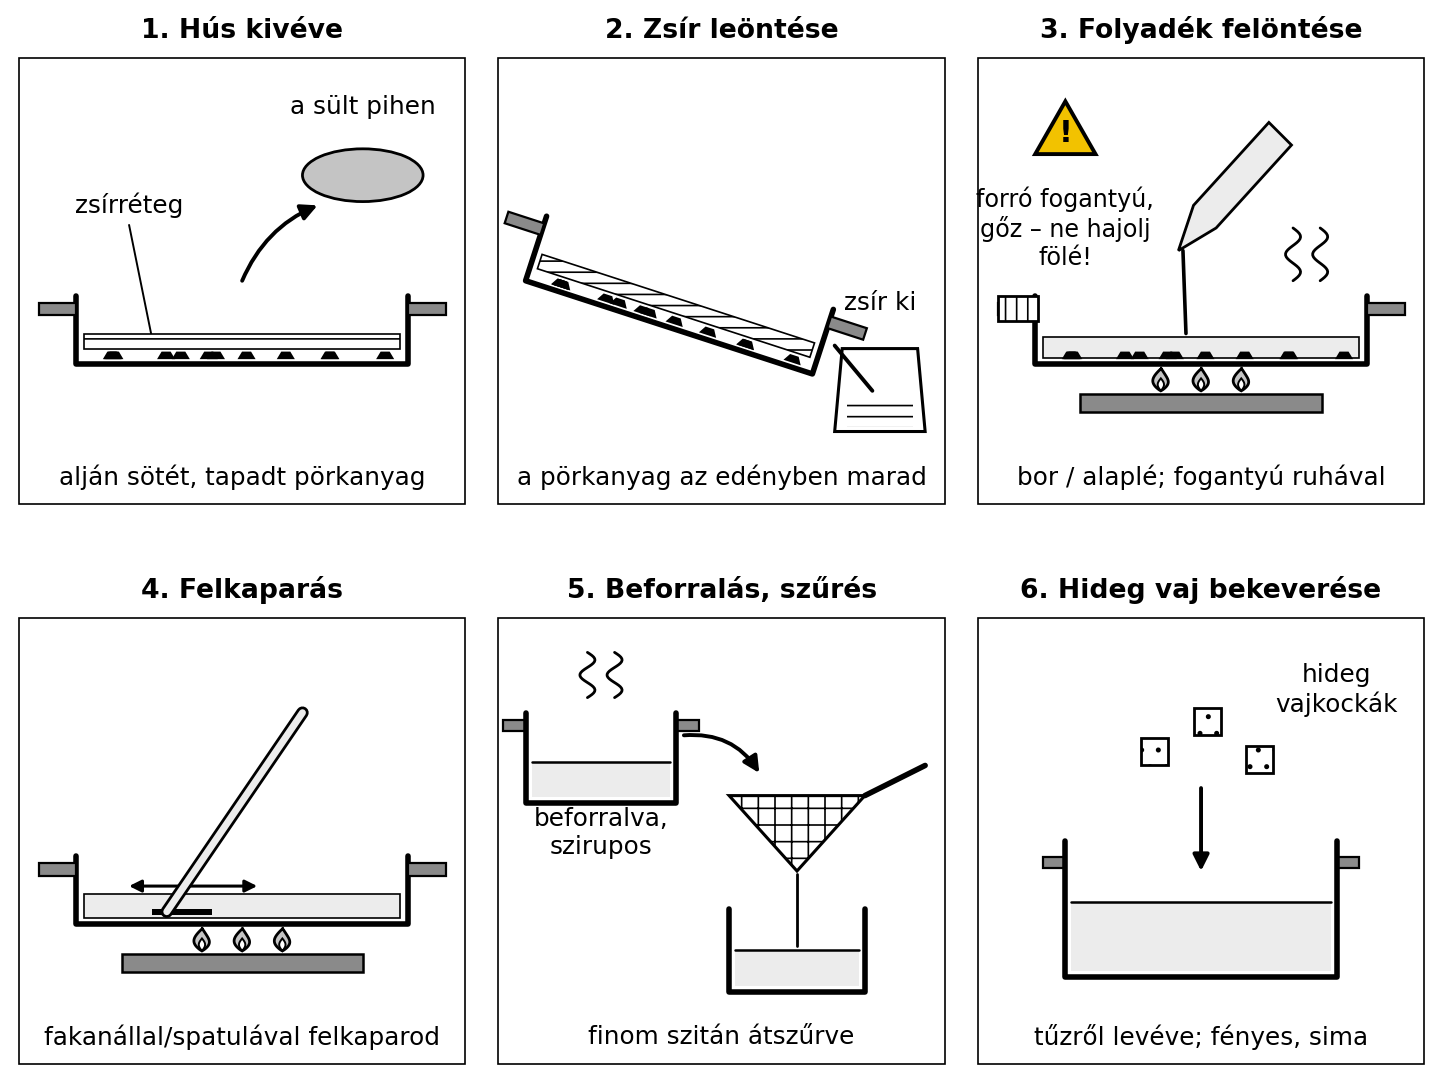 1. Hús kivéve
a sült pihen
zsírréteg
alján sötét, tapadt pörkanyag
2. Zsír leöntése
zsír ki
a pörkanyag az edényben marad
3. Folyadék felöntése
!
forró fogantyú,
gőz – ne hajolj
fölé!
bor / alaplé; fogantyú ruhával
4. Felkaparás
fakanállal/spatulával felkaparod
5. Beforralás, szűrés
beforralva,
szirupos
finom szitán átszűrve
6. Hideg vaj bekeverése
hideg
vajkockák
tűzről levéve; fényes, sima